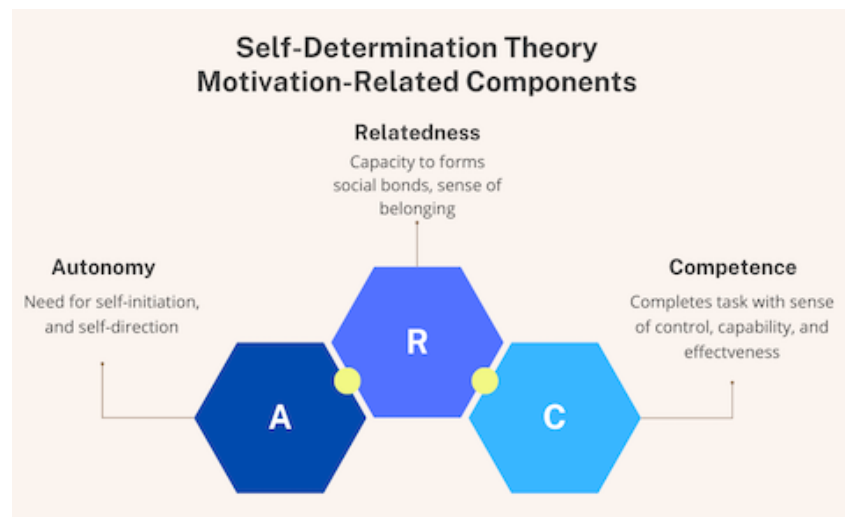 Self-Determination Theory
Motivation-Related Components
Relatedness
Capacity to forms
social bonds, sense of
belonging
Autonomy
Need for self-initiation,
and self-direction
Competence
Completes task with sense
of control, capability, and
effectveness
R
A
C